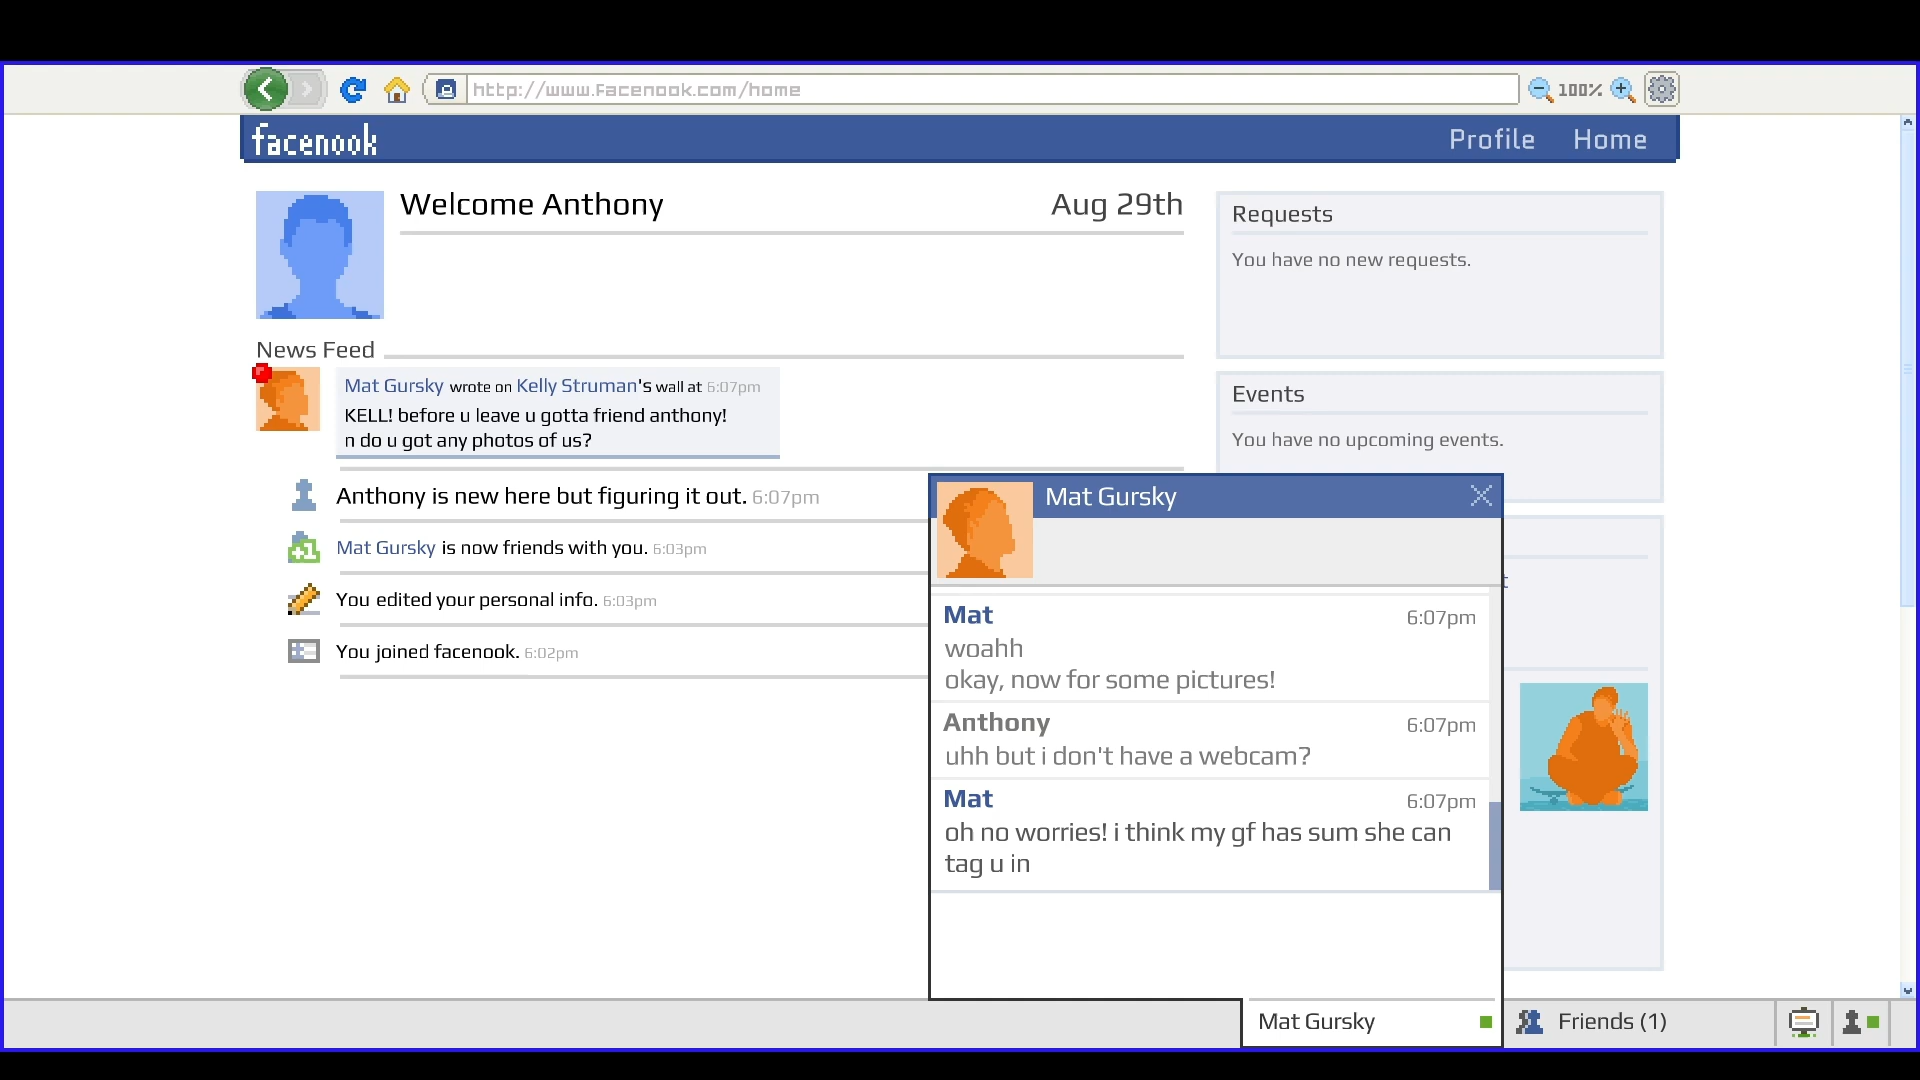 http://www.facenook.com/home
100%
facenook
Profile
Home
Welcome Anthony
Aug 29th
News Feed
Mat Gursky wrote on Kelly Struman's wall at 6:07pm
KELL! before u leave u gotta friend anthony!
n do u got any photos of us?
Anthony is new here but figuring it out. 6:07pm
Mat Gursky is now friends with you. 6:03pm
You edited your personal info. 6:03pm
You joined facenook. 6:02pm
Requests
You have no new requests.
Events
You have no upcoming events.
Mat Gursky
Mat 6:07pm
woahh
okay, now for some pictures!
Anthony 6:07pm
uhh but i don't have a webcam?
Mat 6:07pm
oh no worries! i think my gf has sum she can
tag u in
Mat Gursky
Friends (1)